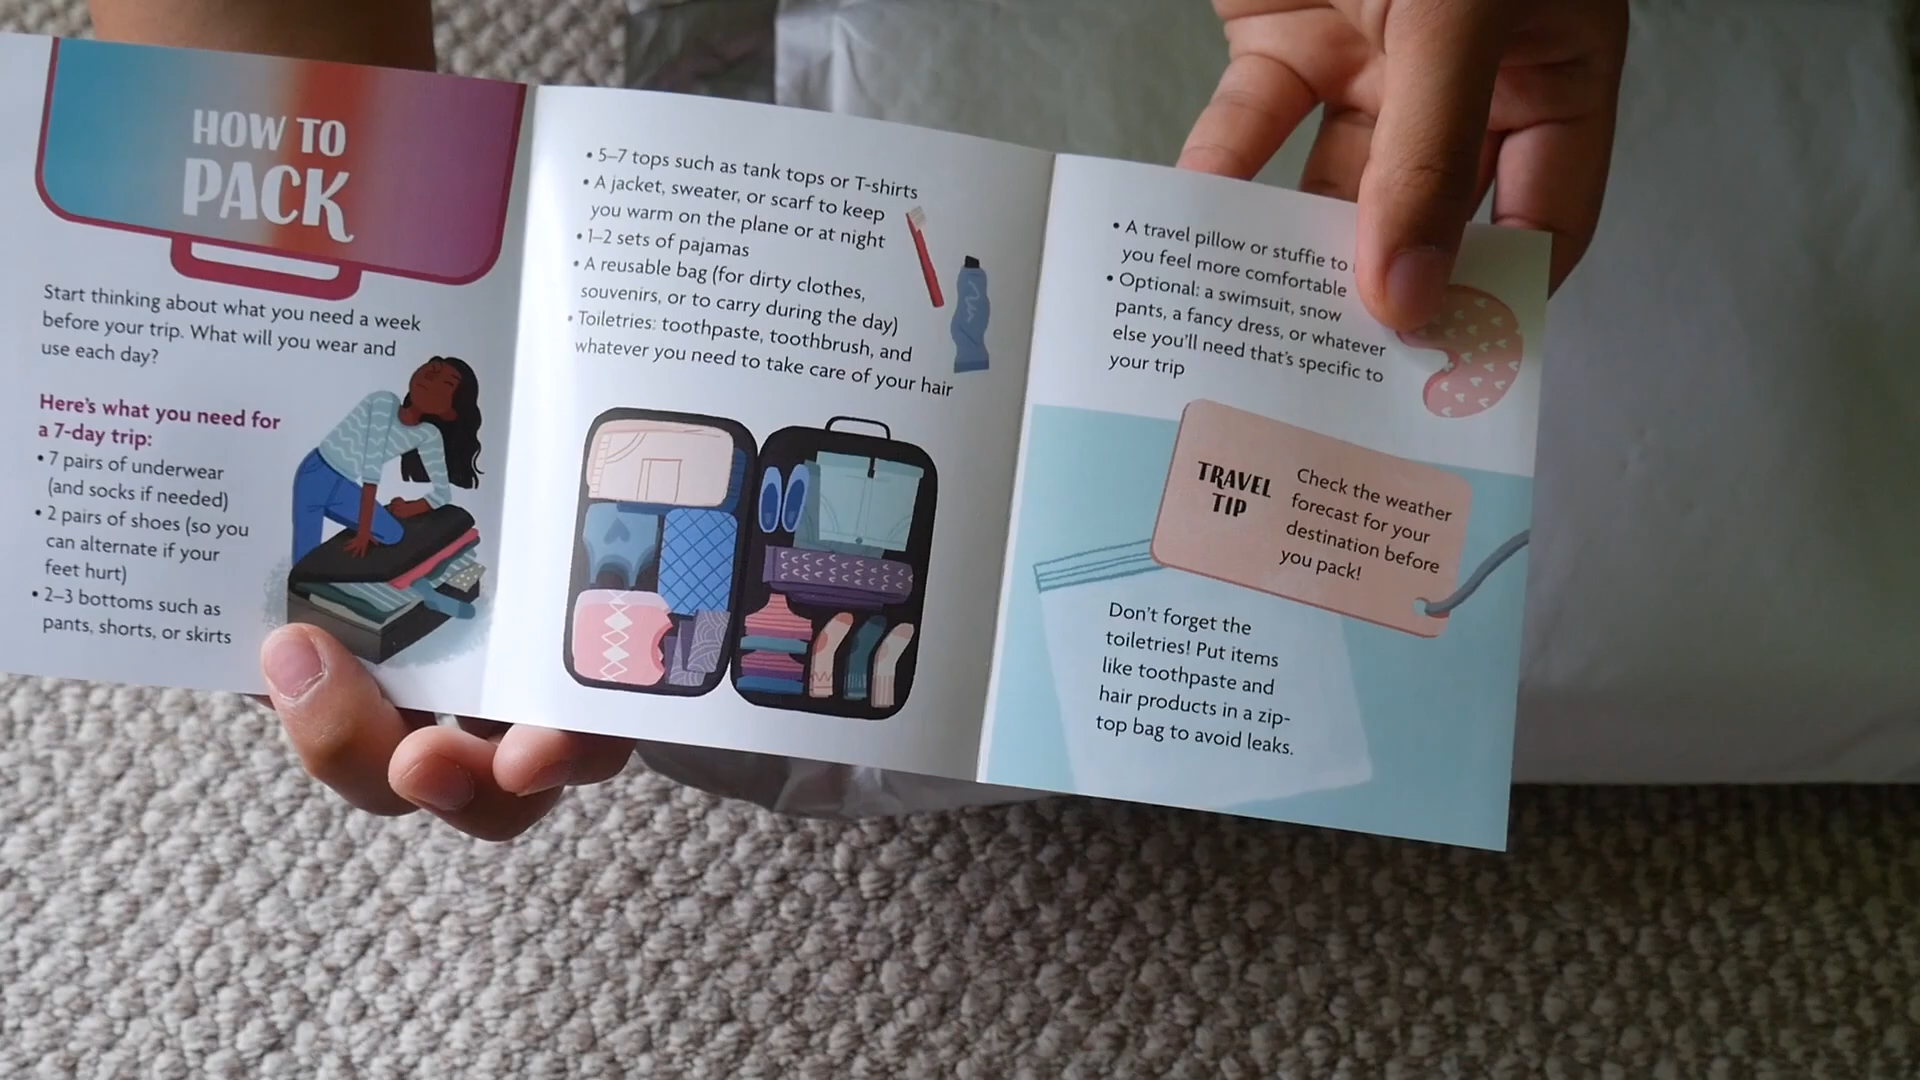 HOW TO
PACK
Start thinking about what you need a week
before your trip. What will you wear and
use each day?
Here's what you need for
a 7-day trip:
• 7 pairs of underwear
(and socks if needed)
• 2 pairs of shoes (so you
can alternate if your
feet hurt)
• 2–3 bottoms such as
pants, shorts, or skirts
• 5–7 tops such as tank tops or T-shirts
• A jacket, sweater, or scarf to keep
you warm on the plane or at night
• 1–2 sets of pajamas
• A reusable bag (for dirty clothes,
souvenirs, or to carry during the day)
• Toiletries: toothpaste, toothbrush, and
whatever you need to take care of your hair
• A travel pillow or stuffie to
you feel more comfortable
• Optional: a swimsuit, snow
pants, a fancy dress, or whatever
else you'll need that's specific to
your trip
TRAVEL
TIP
Check the weather
forecast for your
destination before
you pack!
Don't forget the
toiletries! Put items
like toothpaste and
hair products in a zip-
top bag to avoid leaks.